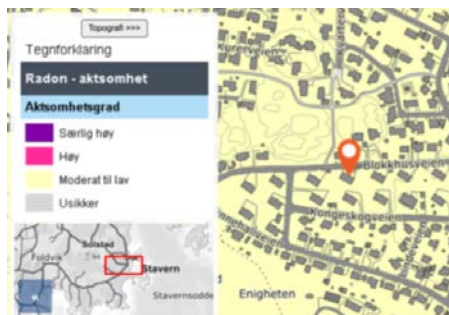 Topografi >>>
Tegnforklaring
Radon - aktsomhet
Aktsomhetsgrad
Særlig høy
Høy
Moderat til lav
Usikker
Solstad
Foldvik
Stavern
Stavernsodde
Kurerveien
Blokkhusveien
Kongeskogveien
Enigheten